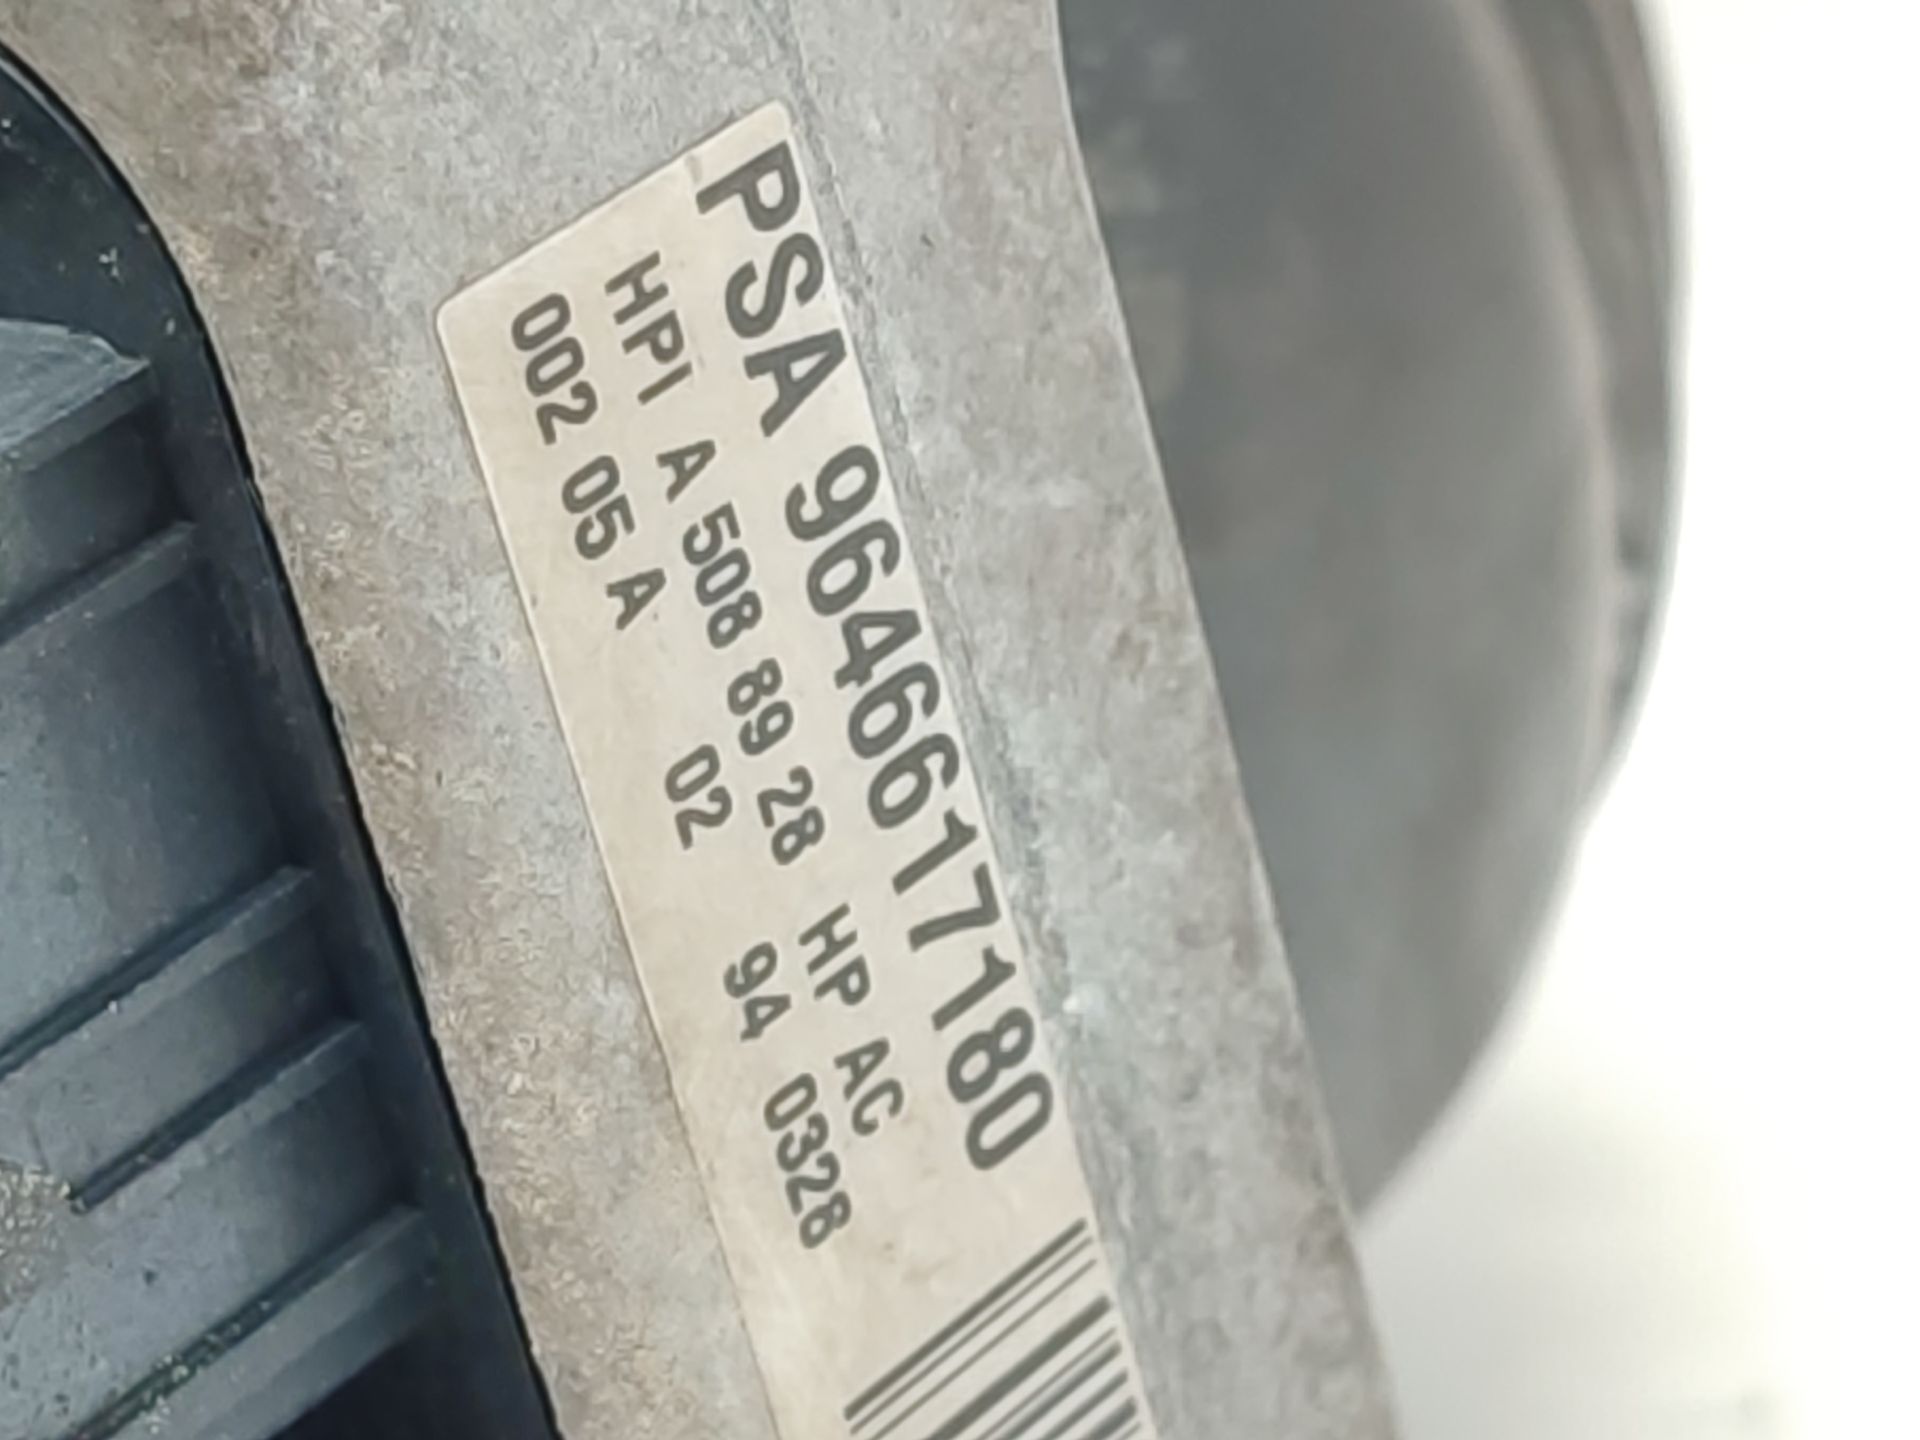 PSA 9646617180
HPI A 508 89 28 HP AC
002 05 A 02 94 0328